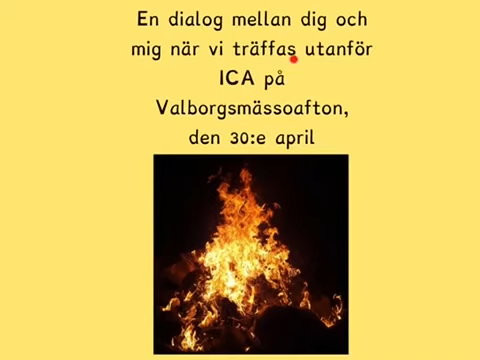 En dialog mellan dig och
mig när vi träffas utanför
ICA på
Valborgsmässoafton,
den 30:e april